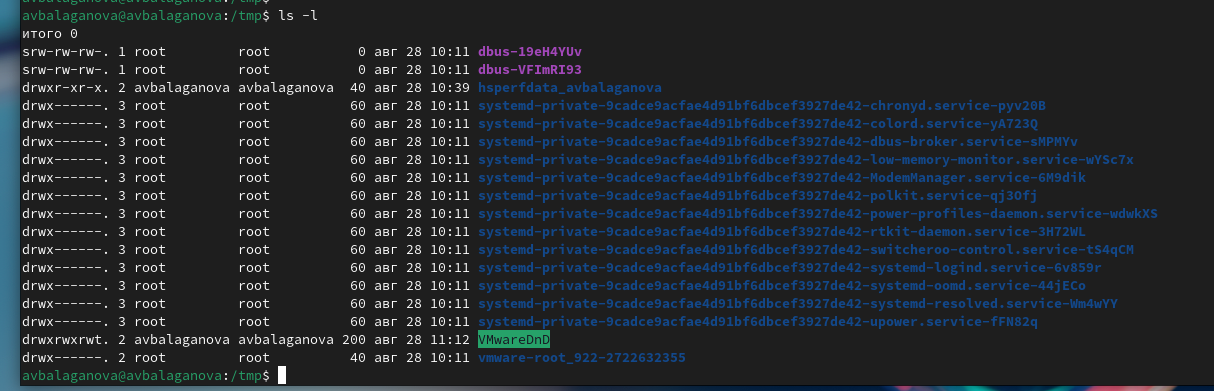 avbalaganova@avbalaganova:/tmp$ ls -l
итого 0
srw-rw-rw-. 1 root         root           0 авг 28 10:11 dbus-19eH4YUv
srw-rw-rw-. 1 root         root           0 авг 28 10:11 dbus-VFImRI93
drwxr-xr-x. 2 avbalaganova avbalaganova  40 авг 28 10:39 hsperfdata_avbalaganova
drwx------. 3 root         root          60 авг 28 10:11 systemd-private-9cadce9acfae4d91bf6dbcef3927de42-chronyd.service-pyv20B
drwx------. 3 root         root          60 авг 28 10:11 systemd-private-9cadce9acfae4d91bf6dbcef3927de42-colord.service-yA723Q
drwx------. 3 root         root          60 авг 28 10:11 systemd-private-9cadce9acfae4d91bf6dbcef3927de42-dbus-broker.service-sMPMYv
drwx------. 3 root         root          60 авг 28 10:11 systemd-private-9cadce9acfae4d91bf6dbcef3927de42-low-memory-monitor.service-wYSc7x
drwx------. 3 root         root          60 авг 28 10:11 systemd-private-9cadce9acfae4d91bf6dbcef3927de42-ModemManager.service-6M9dik
drwx------. 3 root         root          60 авг 28 10:11 systemd-private-9cadce9acfae4d91bf6dbcef3927de42-polkit.service-qj3Ofj
drwx------. 3 root         root          60 авг 28 10:11 systemd-private-9cadce9acfae4d91bf6dbcef3927de42-power-profiles-daemon.service-wdwkXS
drwx------. 3 root         root          60 авг 28 10:11 systemd-private-9cadce9acfae4d91bf6dbcef3927de42-rtkit-daemon.service-3H72WL
drwx------. 3 root         root          60 авг 28 10:11 systemd-private-9cadce9acfae4d91bf6dbcef3927de42-switcheroo-control.service-tS4qCM
drwx------. 3 root         root          60 авг 28 10:11 systemd-private-9cadce9acfae4d91bf6dbcef3927de42-systemd-logind.service-6v859r
drwx------. 3 root         root          60 авг 28 10:11 systemd-private-9cadce9acfae4d91bf6dbcef3927de42-systemd-oomd.service-44jECo
drwx------. 3 root         root          60 авг 28 10:11 systemd-private-9cadce9acfae4d91bf6dbcef3927de42-systemd-resolved.service-Wm4wYY
drwx------. 3 root         root          60 авг 28 10:11 systemd-private-9cadce9acfae4d91bf6dbcef3927de42-upower.service-fFN82q
drwxrwxrwt. 2 avbalaganova avbalaganova 200 авг 28 11:12 VMwareDnD
drwx------. 2 root         root          40 авг 28 10:11 vmware-root_922-2722632355
avbalaganova@avbalaganova:/tmp$